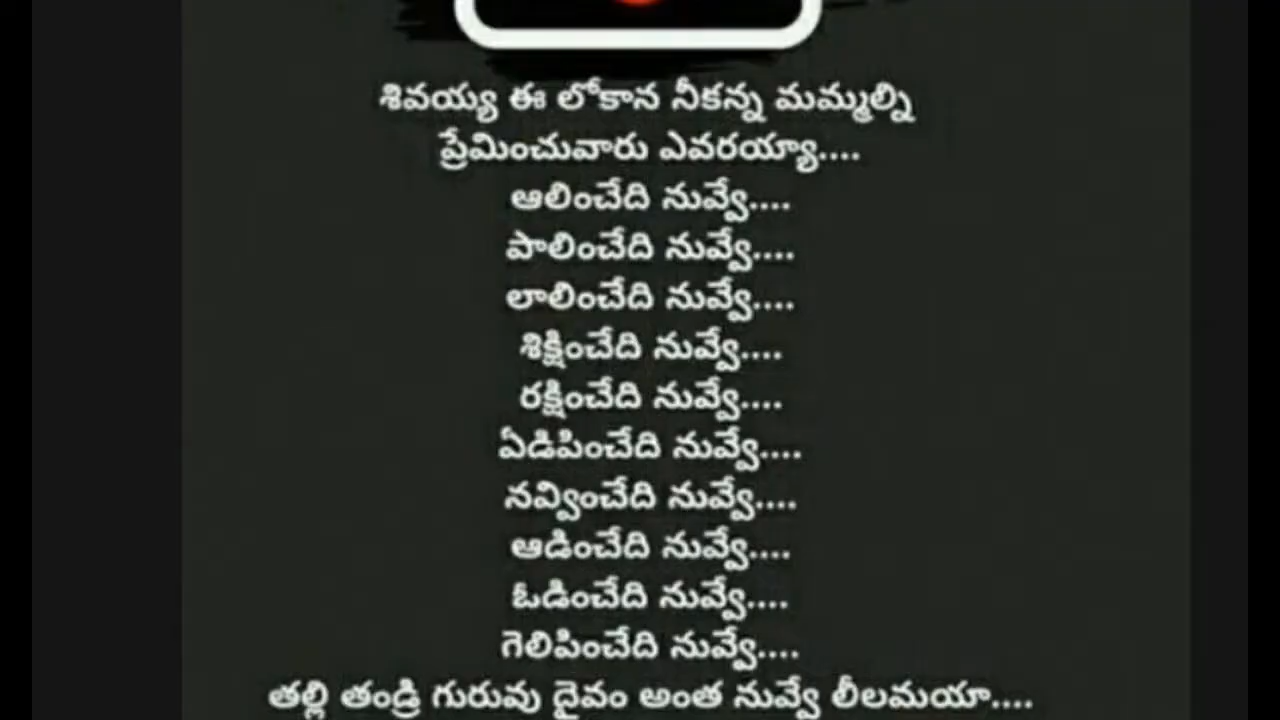 శివయ్య ఈ లోకాన నీకన్న మమ్మల్ని
ప్రేమించువారు ఎవరయ్యా....
ఆలించేది నువ్వే....
పాలించేది నువ్వే....
లాలించేది నువ్వే....
శిక్షించేది నువ్వే....
రక్షించేది నువ్వే....
ఏడిపించేది నువ్వే....
నవ్వించేది నువ్వే....
ఆడించేది నువ్వే....
ఓడించేది నువ్వే....
గెలిపించేది నువ్వే....
తల్లి తండ్రి గురువు దైవం అంత నువ్వే లీలమయా....